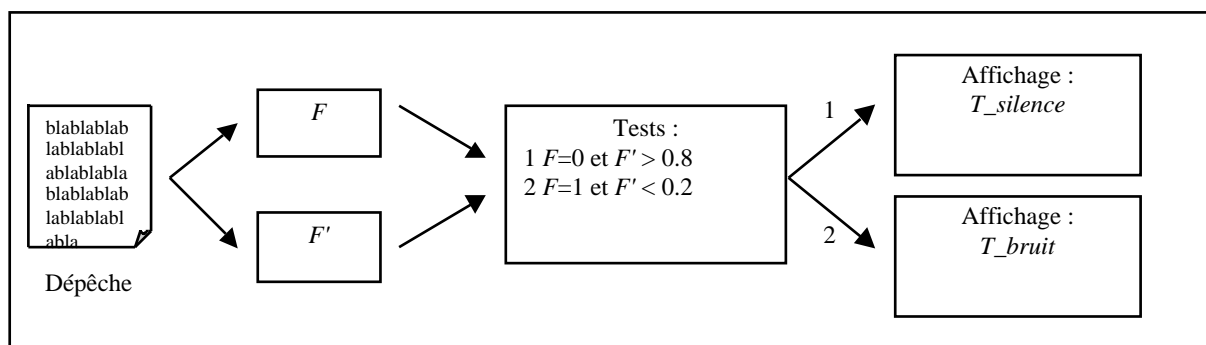 blablablab
lablablabl
ablablabla
blablablab
lablablabl
abla
Dépêche
F
F'
Tests :
1 F=0 et F' > 0.8
2 F=1 et F' < 0.2
1
2
Affichage :
T_silence
Affichage :
T_bruit